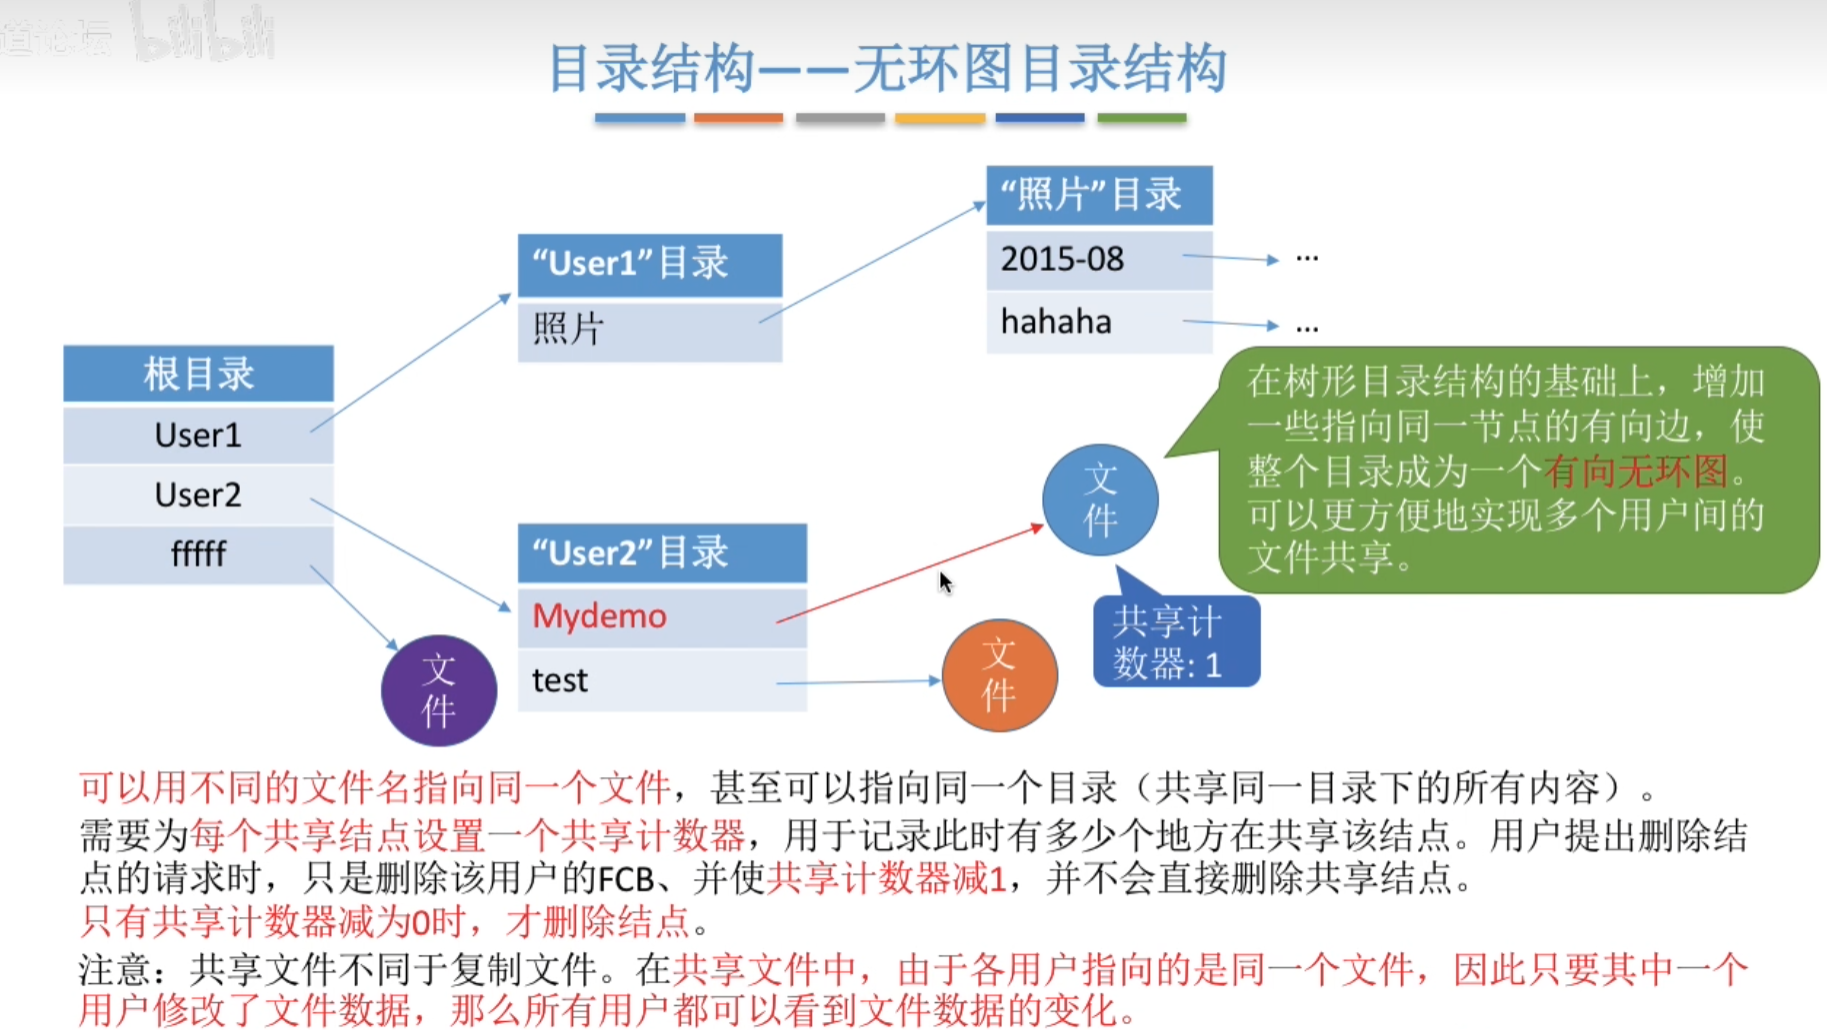 道论坛 bilibili
目录结构——无环图目录结构
“照片”目录
2015-08
...
hahaha
...
“User1”目录
照片
根目录
User1
User2
fffff
文
件
“User2”目录
Mydemo
test
文
件
文
件
共享计
数器: 1
在树形目录结构的基础上，增加
一些指向同一节点的有向边，使
整个目录成为一个有向无环图。
可以更方便地实现多个用户间的
文件共享。
可以用不同的文件名指向同一个文件，甚至可以指向同一个目录（共享同一目录下的所有内容）。
需要为每个共享结点设置一个共享计数器，用于记录此时有多少个地方在共享该结点。用户提出删除结
点的请求时，只是删除该用户的FCB、并使共享计数器减1，并不会直接删除共享结点。
只有共享计数器减为0时，才删除结点。
注意：共享文件不同于复制文件。在共享文件中，由于各用户指向的是同一个文件，因此只要其中一个
用户修改了文件数据，那么所有用户都可以看到文件数据的变化。